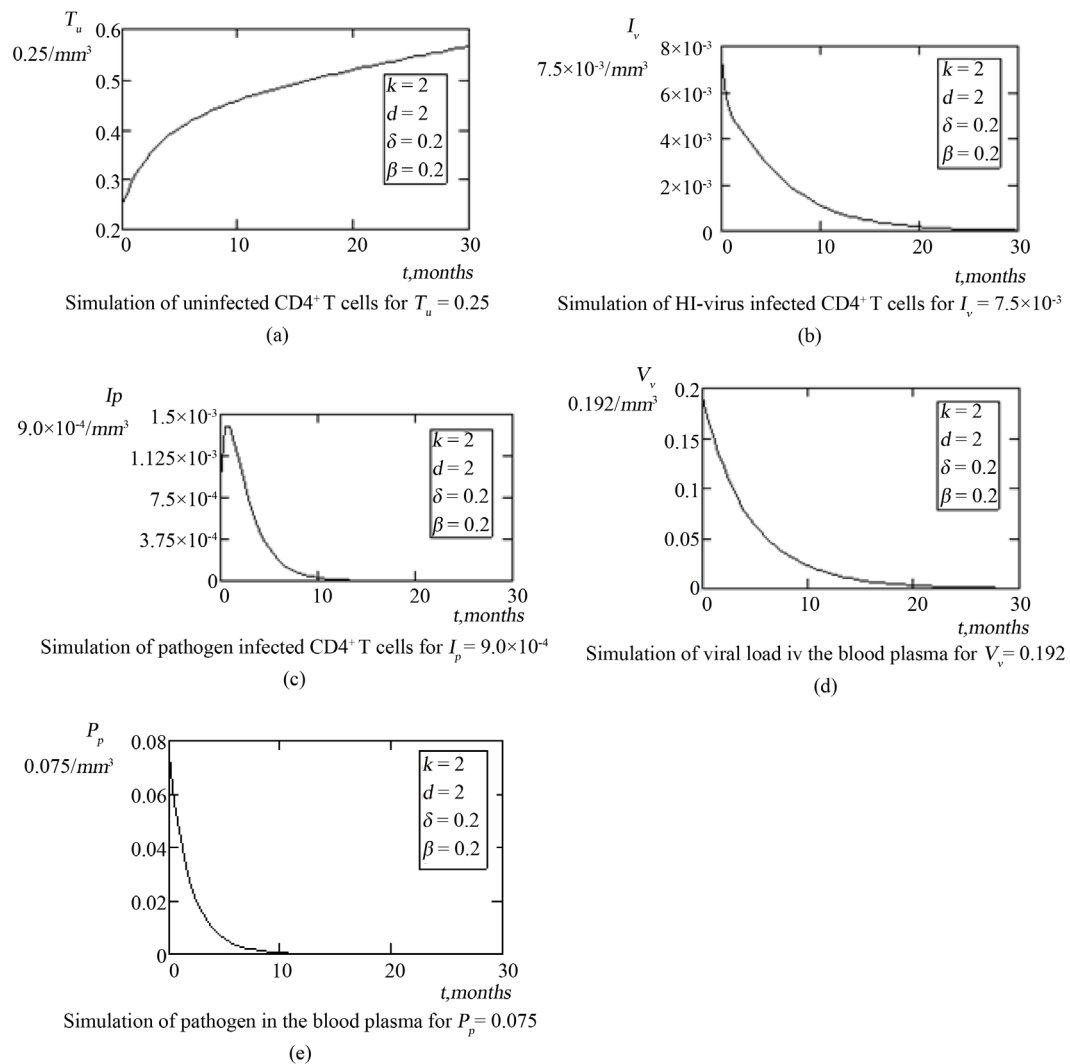 T_u
0.25/mm³
0.6
0.5
0.4
0.3
0.2
k = 2
d = 2
δ = 0.2
β = 0.2
0 10 20 30
t,months
Simulation of uninfected CD4⁺ T cells for T_u = 0.25
(a)
I_v
7.5×10⁻³/mm³
8×10⁻³
6×10⁻³
4×10⁻³
2×10⁻³
0
k = 2
d = 2
δ = 0.2
β = 0.2
0 10 20 30
t,months
Simulation of HI-virus infected CD4⁺ T cells for I_v = 7.5×10⁻³
(b)
Ip
9.0×10⁻⁴/mm³
1.5×10⁻³
1.125×10⁻³
7.5×10⁻⁴
3.75×10⁻⁴
0
k = 2
d = 2
δ = 0.2
β = 0.2
0 10 20 30
t,months
Simulation of pathogen infected CD4⁺ T cells for I_p = 9.0×10⁻⁴
(c)
V_v
0.192/mm³
0.2
0.15
0.1
0.05
0
k = 2
d = 2
δ = 0.2
β = 0.2
0 10 20 30
t,months
Simulation of viral load iv the blood plasma for V_v = 0.192
(d)
P_p
0.075/mm³
0.08
0.06
0.04
0.02
0
k = 2
d = 2
δ = 0.2
β = 0.2
0 10 20 30
t,months
Simulation of pathogen in the blood plasma for P_p = 0.075
(e)